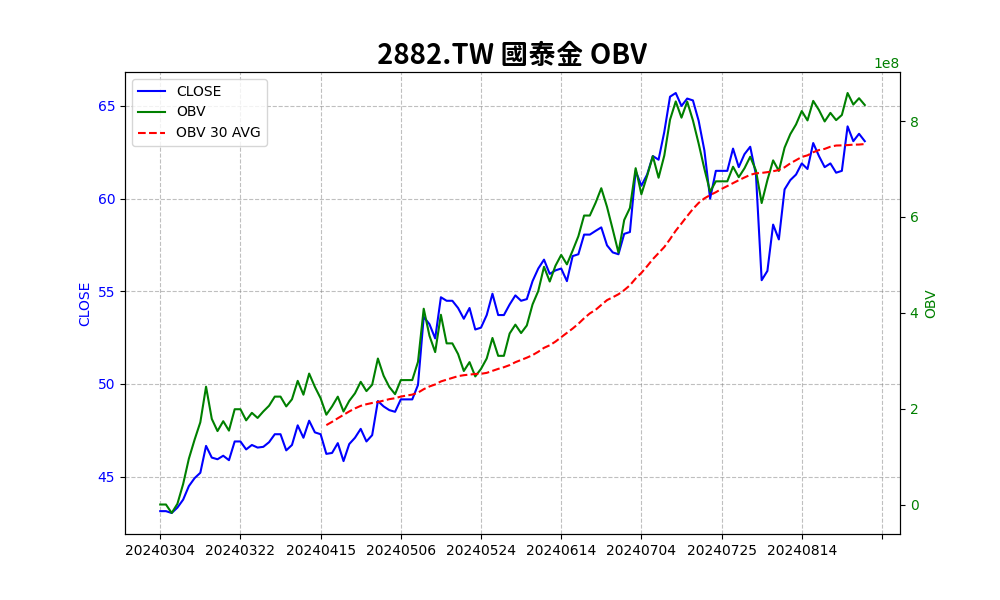 2882.TW 國泰金 OBV
1e8
CLOSE
OBV
OBV 30 AVG
65
60
55
50
45
CLOSE
8
6
4
2
0
OBV
20240304 20240322 20240415 20240506 20240524 20240614 20240704 20240725 20240814